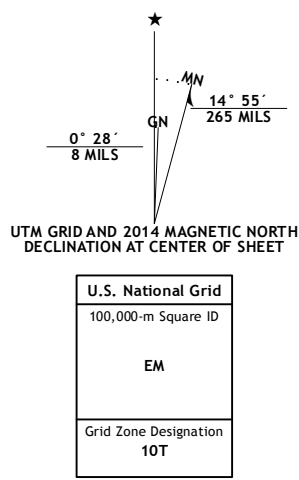 ★
MN
14° 55´
265 MILS
GN
0° 28´
8 MILS
UTM GRID AND 2014 MAGNETIC NORTH
DECLINATION AT CENTER OF SHEET
U.S. National Grid
100,000-m Square ID
EM
Grid Zone Designation
10T